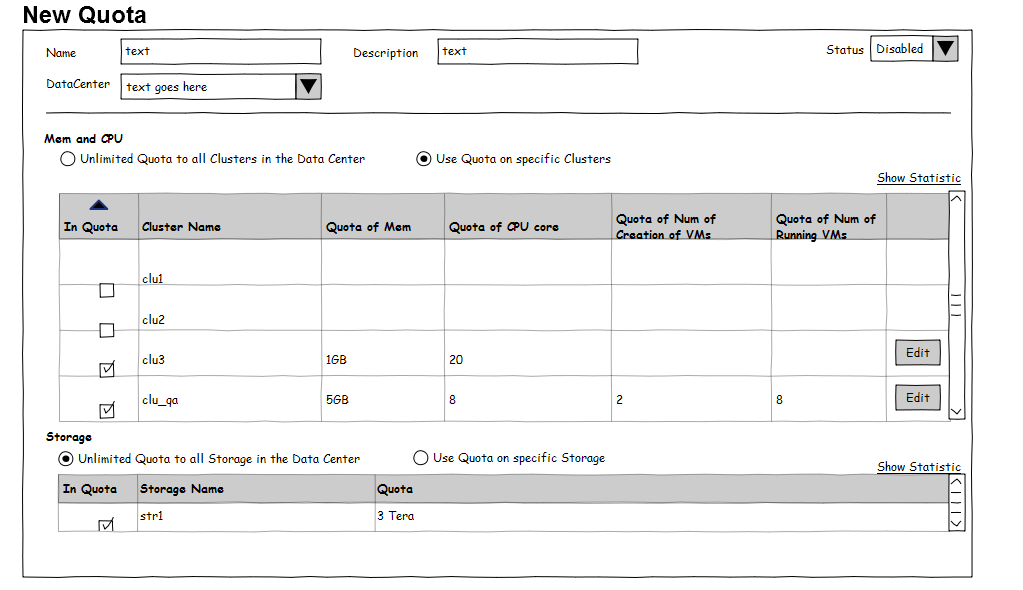 New Quota
Name text Description text Status Disabled
DataCenter text goes here
Mem and CPU
Unlimited Quota to all Clusters in the Data Center Use Quota on specific Clusters
Show Statistic
In Quota Cluster Name Quota of Mem Quota of CPU core Quota of Num of Creation of VMs Quota of Num of Running VMs
clu1
clu2
clu3 1GB 20 Edit
clu_qa 5GB 8 2 8 Edit
Storage
Unlimited Quota to all Storage in the Data Center Use Quota on specific Storage
Show Statistic
In Quota Storage Name Quota
str1 3 Tera